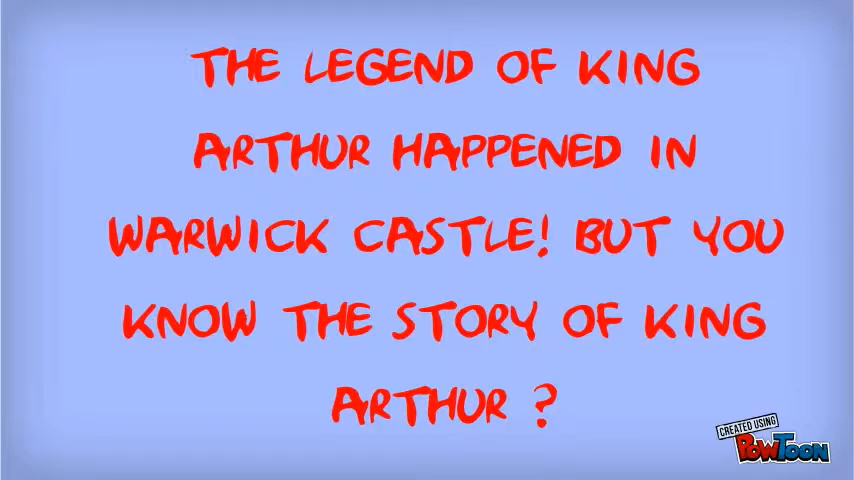 THE LEGEND OF KING
ARTHUR HAPPENED IN
WARWICK CASTLE! BUT YOU
KNOW THE STORY OF KING
ARTHUR ?
CREATED USING
POWTOON